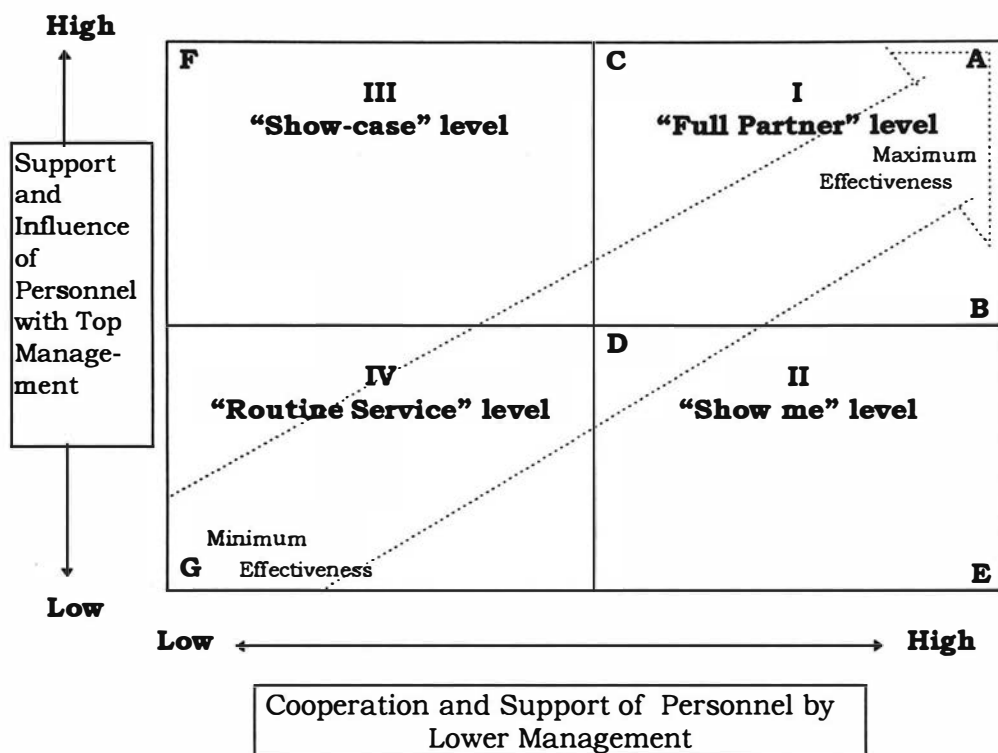 High
F
C
A
III
"Show-case" level
I
"Full Partner" level
Maximum
Effectiveness
Support
and
Influence
of
Personnel
with Top
Manage-
ment
B
D
IV
"Routine Service" level
II
"Show me" level
Minimum
Effectiveness
G
E
Low
Low
High
Cooperation and Support of Personnel by
Lower Management